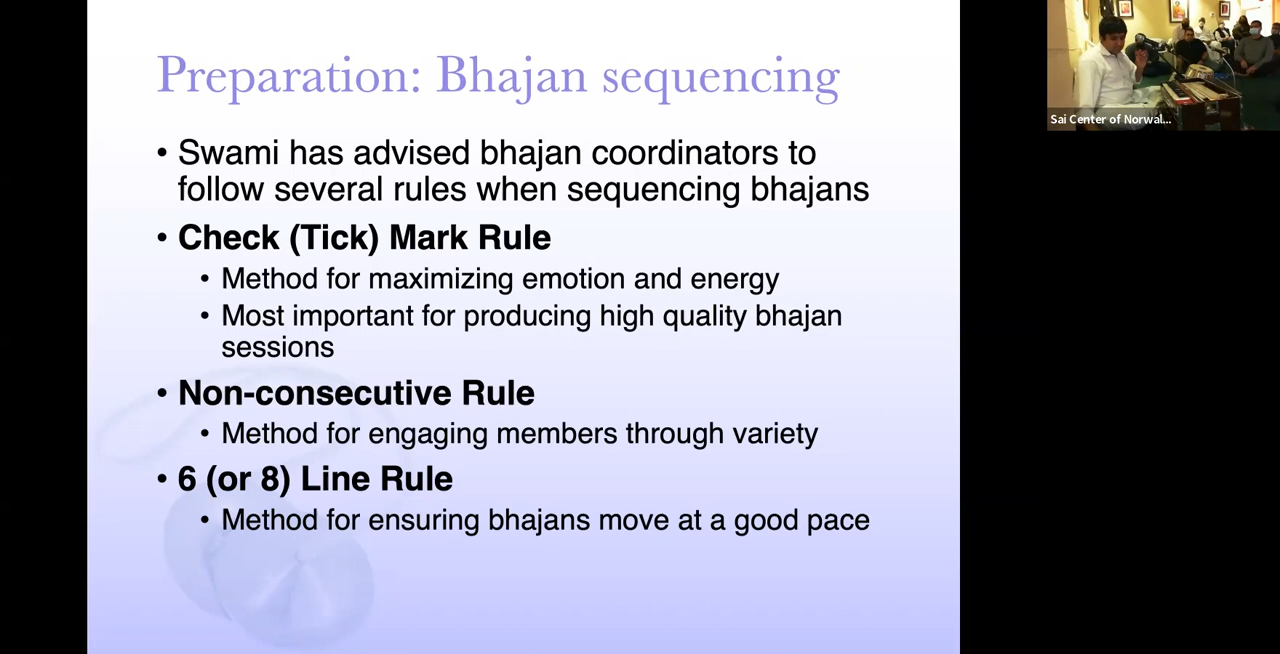 Preparation: Bhajan sequencing
• Swami has advised bhajan coordinators to
follow several rules when sequencing bhajans
• Check (Tick) Mark Rule
• Method for maximizing emotion and energy
• Most important for producing high quality bhajan
sessions
• Non-consecutive Rule
• Method for engaging members through variety
• 6 (or 8) Line Rule
• Method for ensuring bhajans move at a good pace
Sai Center of Norwal...